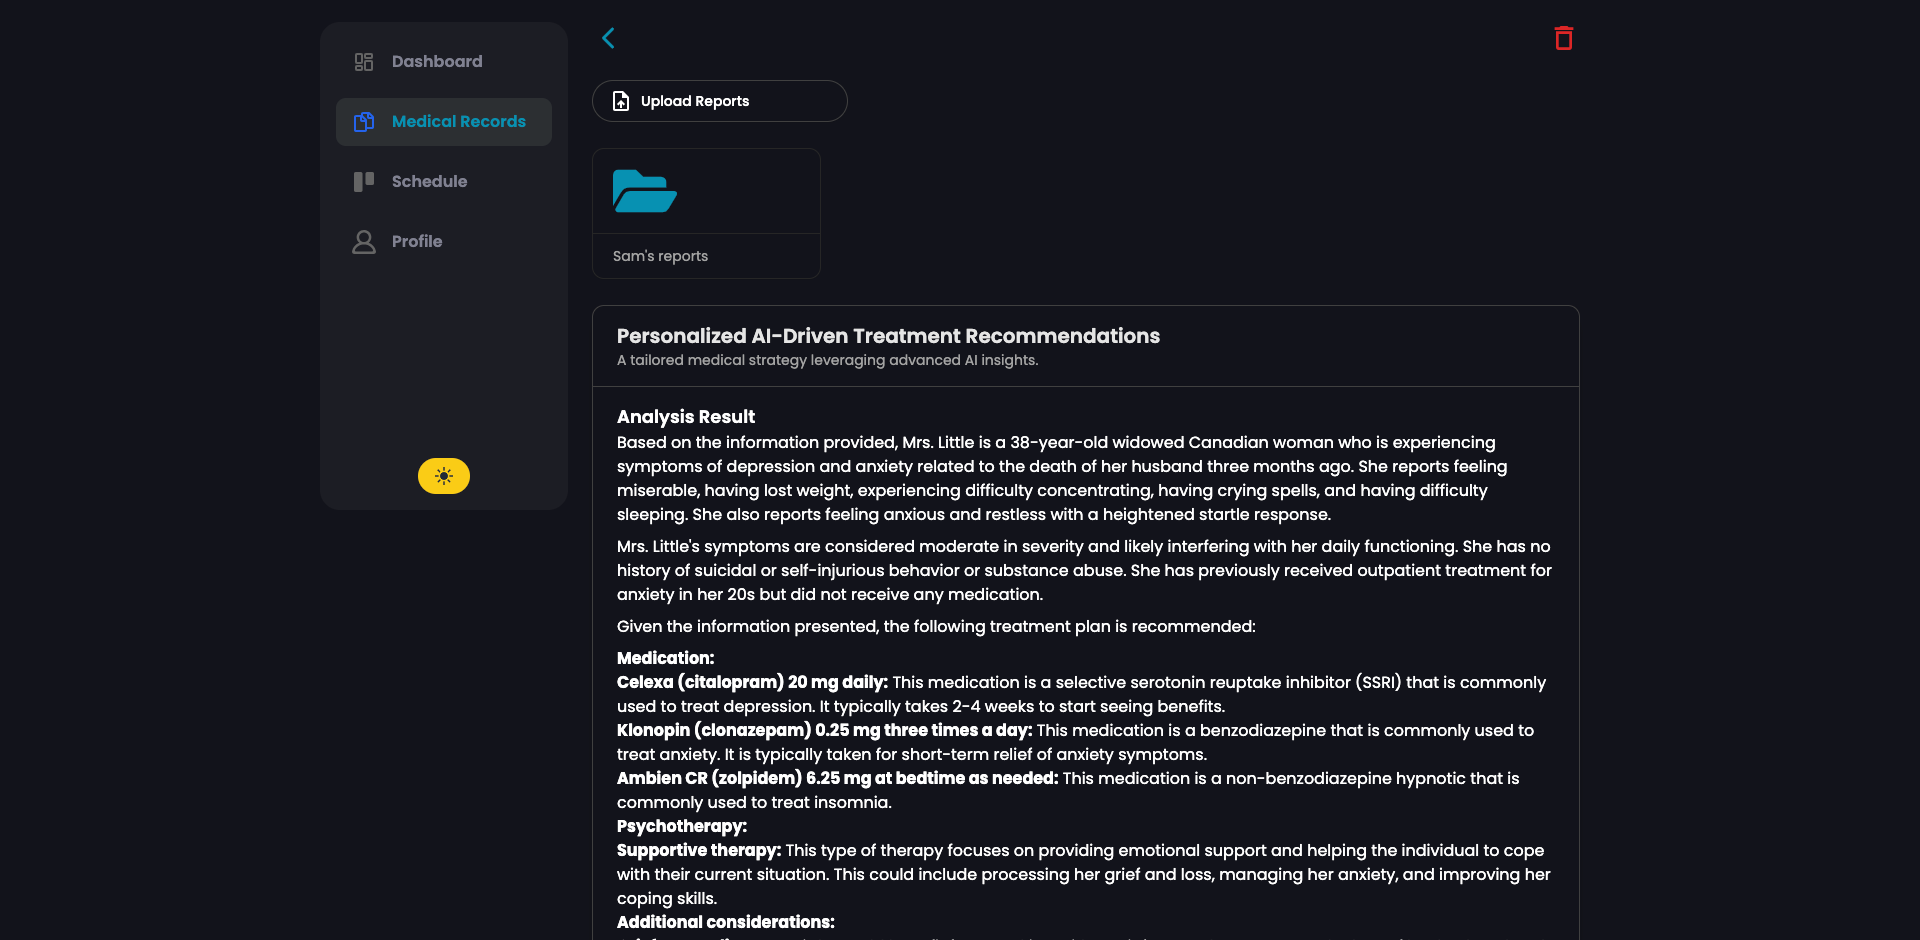 Dashboard
Medical Records
Schedule
Profile
Upload Reports
Sam's reports
Personalized AI-Driven Treatment Recommendations
A tailored medical strategy leveraging advanced AI insights.
Analysis Result
Based on the information provided, Mrs. Little is a 38-year-old widowed Canadian woman who is experiencing
symptoms of depression and anxiety related to the death of her husband three months ago. She reports feeling
miserable, having lost weight, experiencing difficulty concentrating, having crying spells, and having difficulty
sleeping. She also reports feeling anxious and restless with a heightened startle response.
Mrs. Little's symptoms are considered moderate in severity and likely interfering with her daily functioning. She has no
history of suicidal or self-injurious behavior or substance abuse. She has previously received outpatient treatment for
anxiety in her 20s but did not receive any medication.
Given the information presented, the following treatment plan is recommended:
Medication:
Celexa (citalopram) 20 mg daily: This medication is a selective serotonin reuptake inhibitor (SSRI) that is commonly
used to treat depression. It typically takes 2-4 weeks to start seeing benefits.
Klonopin (clonazepam) 0.25 mg three times a day: This medication is a benzodiazepine that is commonly used to
treat anxiety. It is typically taken for short-term relief of anxiety symptoms.
Ambien CR (zolpidem) 6.25 mg at bedtime as needed: This medication is a non-benzodiazepine hypnotic that is
commonly used to treat insomnia.
Psychotherapy:
Supportive therapy: This type of therapy focuses on providing emotional support and helping the individual to cope
with their current situation. This could include processing her grief and loss, managing her anxiety, and improving her
coping skills.
Additional considerations: